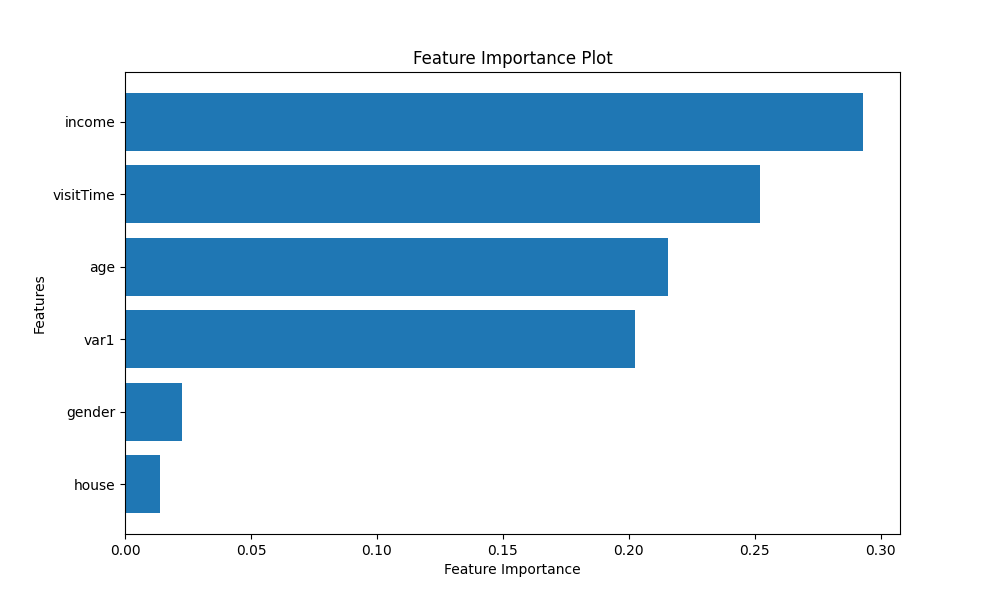 Feature Importance Plot
income
visitTime
age
var1
gender
house
Features
0.00 0.05 0.10 0.15 0.20 0.25 0.30
Feature Importance